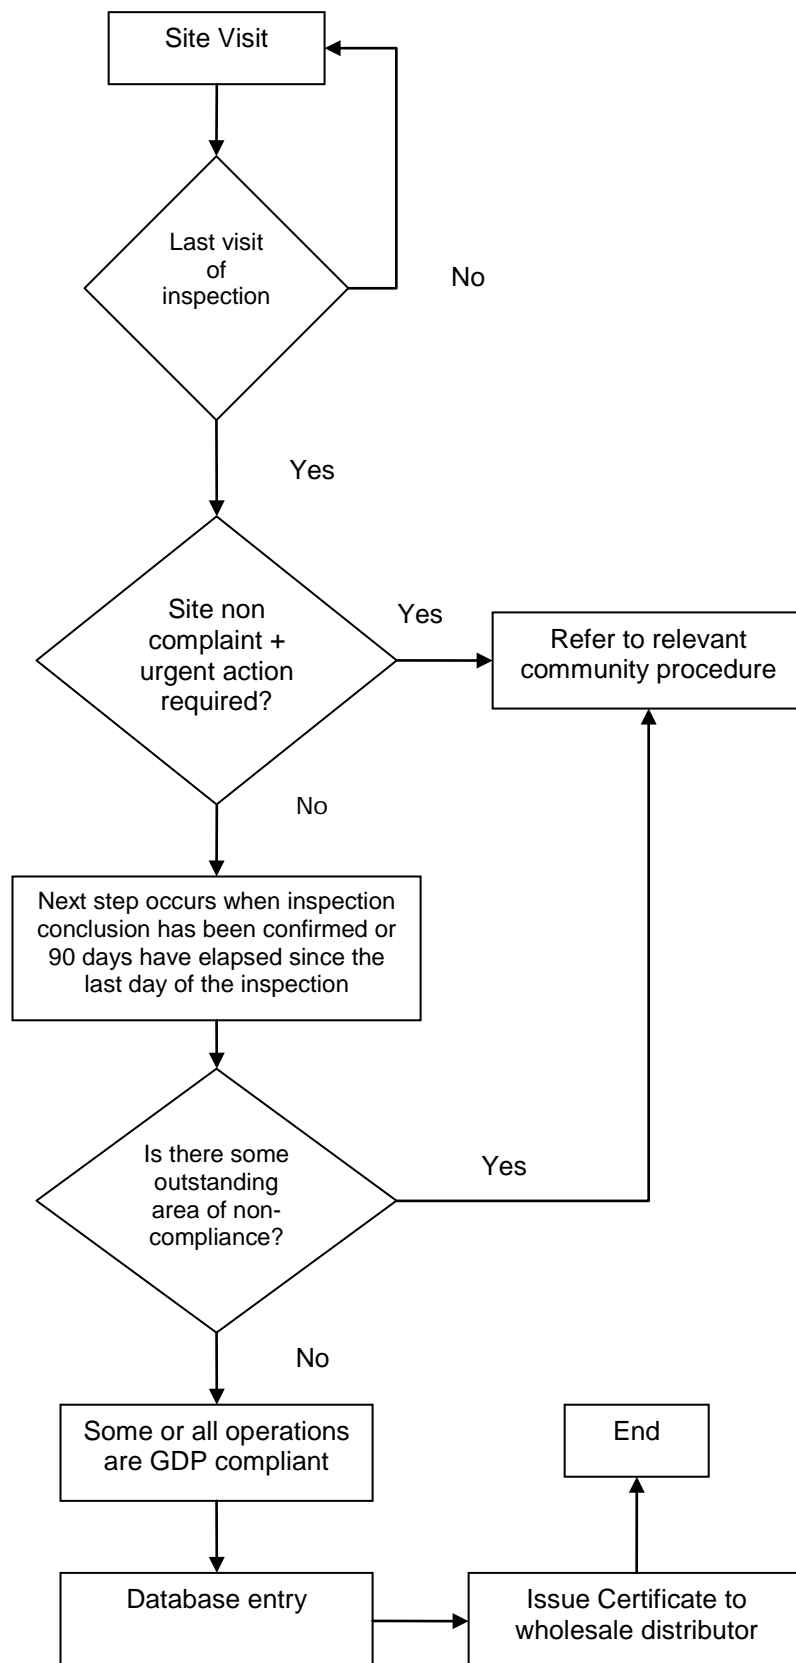 Site Visit
Last visit
of
inspection
No
Yes
Site non
complaint +
urgent action
required?
Yes
Refer to relevant
community procedure
No
Next step occurs when inspection
conclusion has been confirmed or
90 days have elapsed since the
last day of the inspection
Is there some
outstanding
area of non-
compliance?
Yes
No
Some or all operations
are GDP compliant
End
Database entry
Issue Certificate to
wholesale distributor